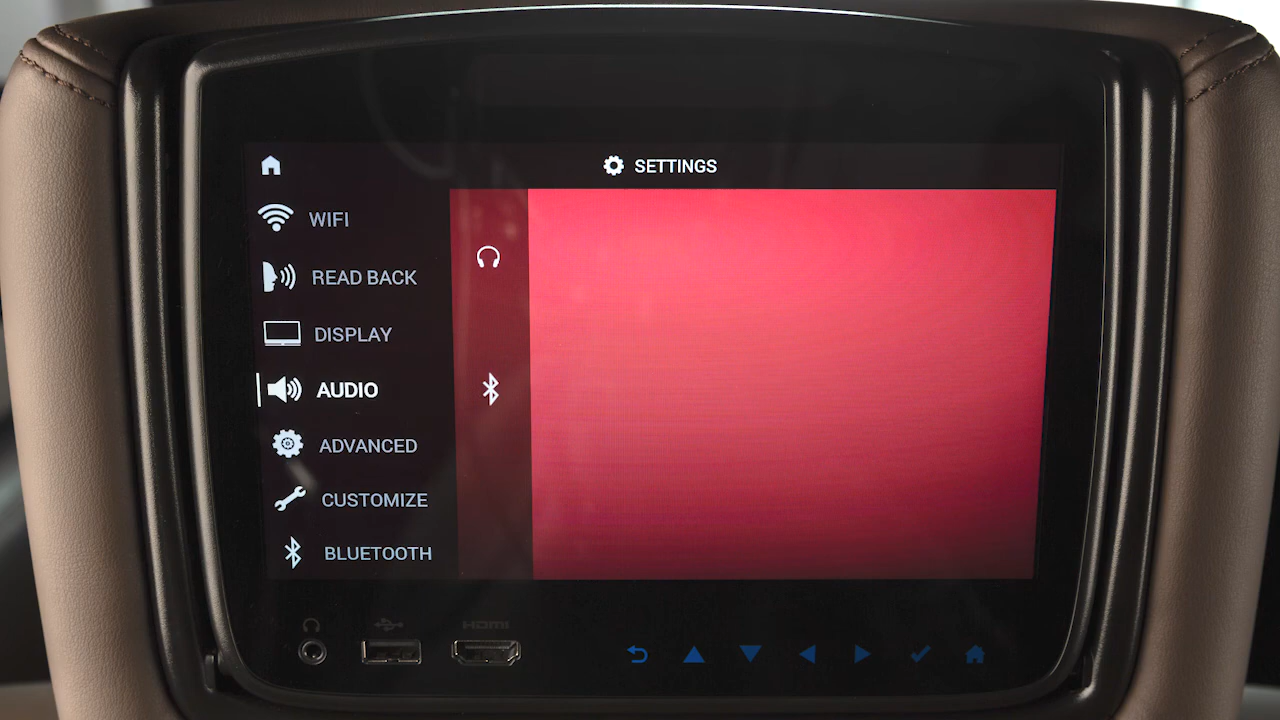 SETTINGS
WIFI
READ BACK
DISPLAY
AUDIO
ADVANCED
CUSTOMIZE
BLUETOOTH
HDMI